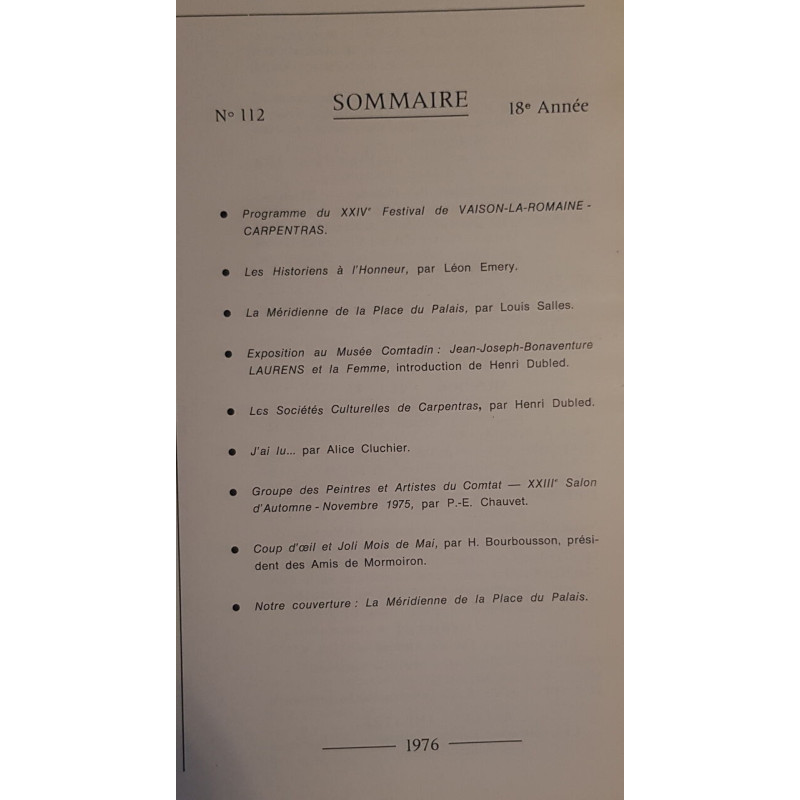 N° 112 SOMMAIRE 18e Année
• Programme du XXIVe Festival de VAISON-LA-ROMAINE -
CARPENTRAS.
• Les Historiens à l'Honneur, par Léon Emery.
• La Méridienne de la Place du Palais, par Louis Salles.
• Exposition au Musée Comtadin : Jean-Joseph-Bonaventure
LAURENS et la Femme, introduction de Henri Dubled.
• Les Sociétés Culturelles de Carpentras, par Henri Dubled.
• J'ai lu... par Alice Cluchier.
• Groupe des Peintres et Artistes du Comtat — XXIIIe Salon
d'Automne - Novembre 1975, par P.-E. Chauvet.
• Coup d'œil et Joli Mois de Mai, par H. Bourbousson, prési-
dent des Amis de Mormoiron.
• Notre couverture : La Méridienne de la Place du Palais.
— 1976 —